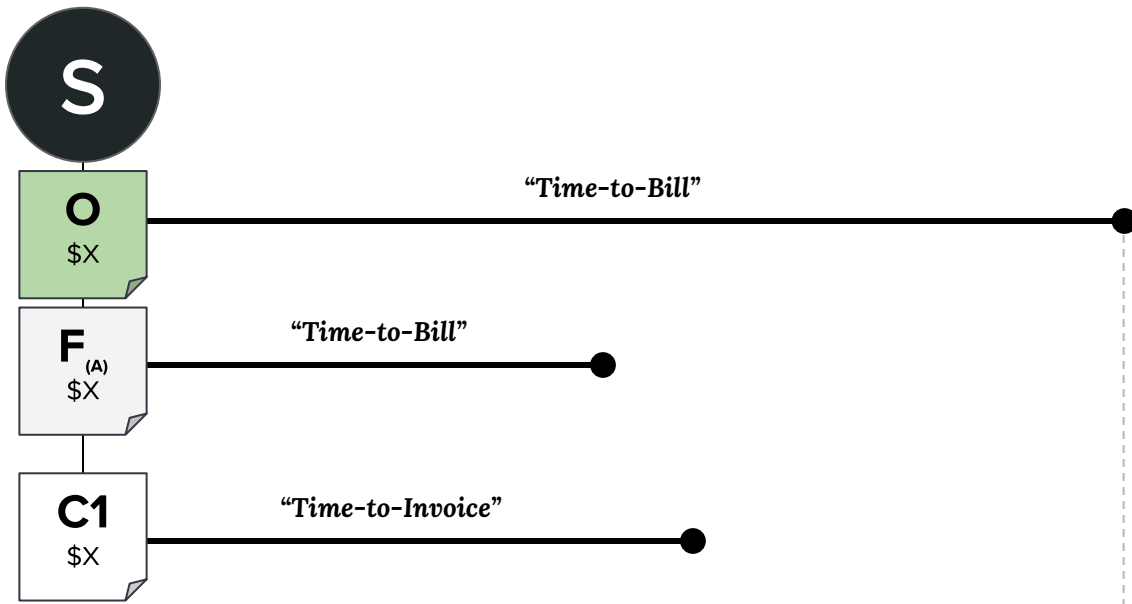 S
O
$X
“Time-to-Bill”
F(A)
$X
“Time-to-Bill”
C1
$X
“Time-to-Invoice”